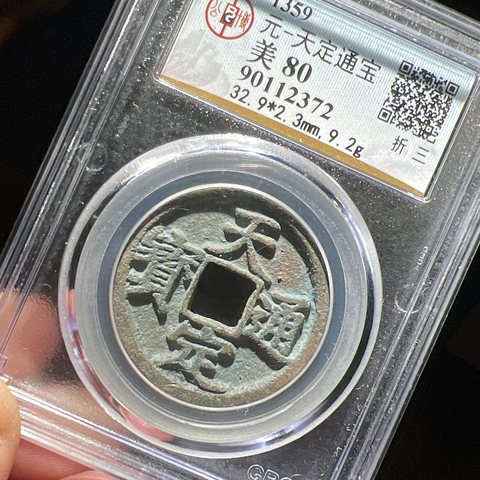 1359
元-天定通宝
美 80
90112372
32.9*2.3mm, 9.2g
折三
天
通
定
寶